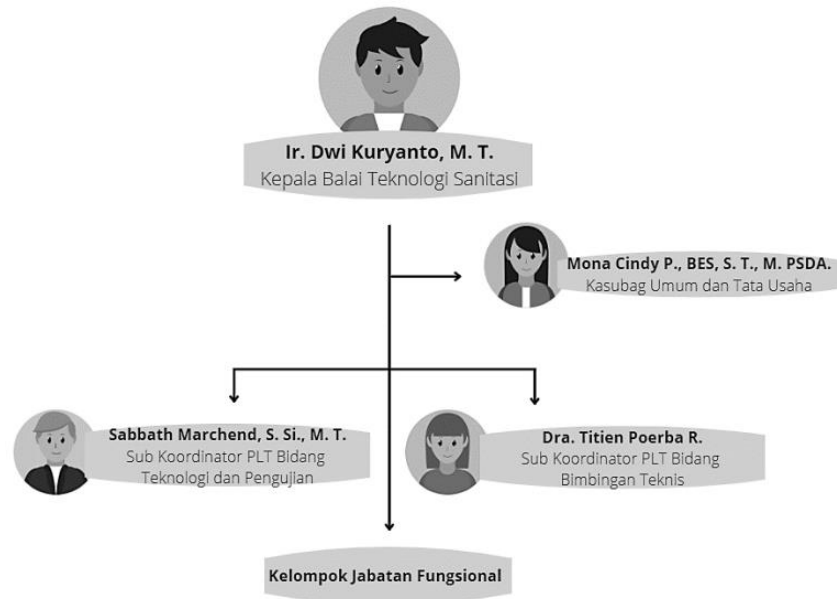 Ir. Dwi Kuryanto, M. T.
Kepala Balai Teknologi Sanitasi
Mona Cindy P., BES, S. T., M. PSDA.
Kasubag Umum dan Tata Usaha
Sabbath Marchend, S. Si., M. T.
Sub Koordinator PLT Bidang
Teknologi dan Pengujian
Dra. Titien Poerba R.
Sub Koordinator PLT Bidang
Bimbingan Teknis
Kelompok Jabatan Fungsional